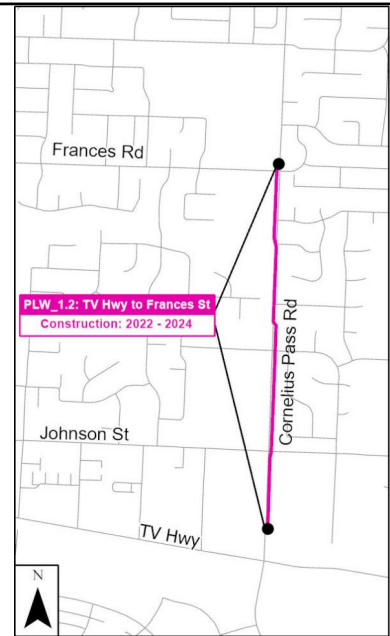 Frances Rd
PLW_1.2: TV Hwy to Frances St
Construction: 2022 - 2024
Cornelius Pass Rd
Johnson St
TV Hwy
N